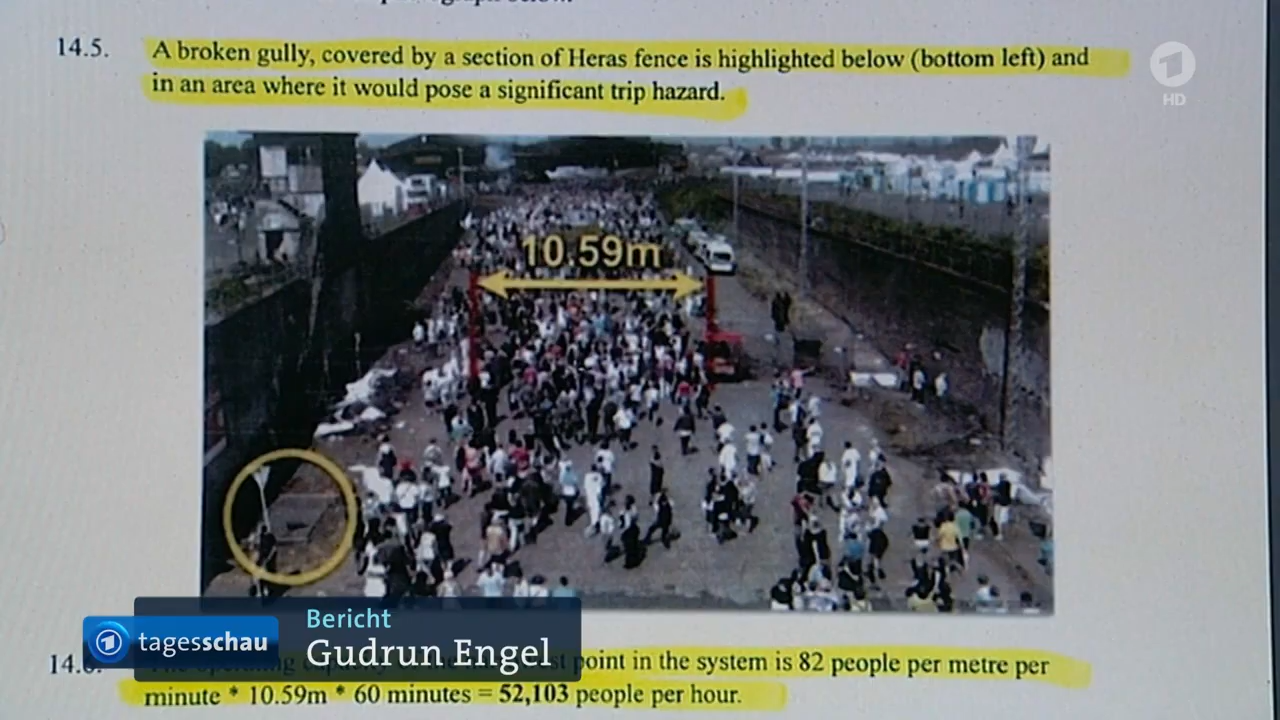 14.5. A broken gully, covered by a section of Heras fence is highlighted below (bottom left) and
in an area where it would pose a significant trip hazard.
1
HD
10.59m
Bericht
1 tagesschau
Gudrun Engel
point in the system is 82 people per metre per
minute * 10.59m * 60 minutes = 52,103 people per hour.